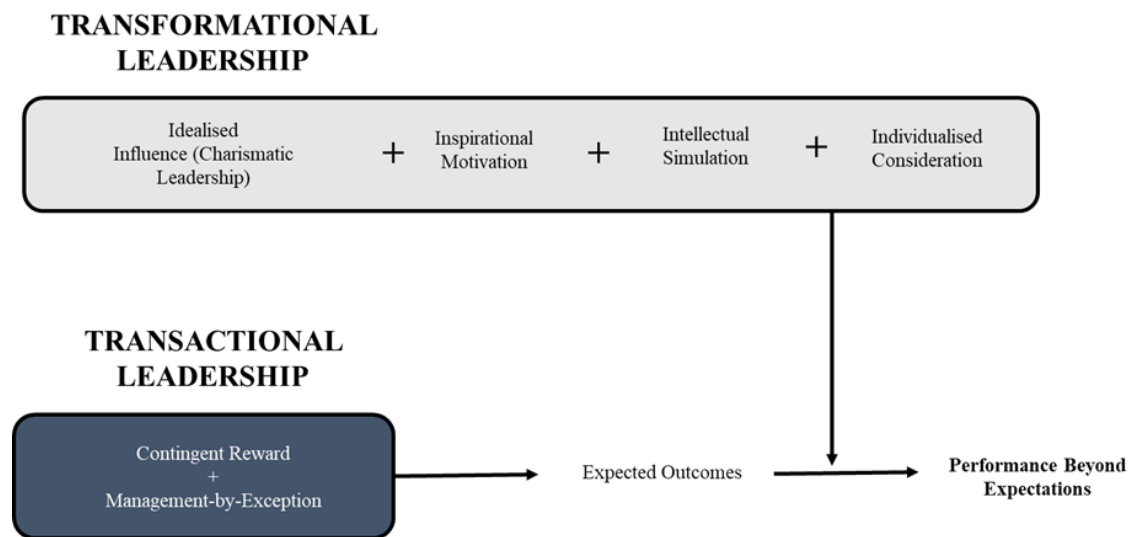 TRANSFORMATIONAL
LEADERSHIP
Idealised
Influence (Charismatic
Leadership)
+
Inspirational
Motivation
+
Intellectual
Simulation
+
Individualised
Consideration
TRANSACTIONAL
LEADERSHIP
Contingent Reward
+
Management-by-Exception
Expected Outcomes
Performance Beyond
Expectations